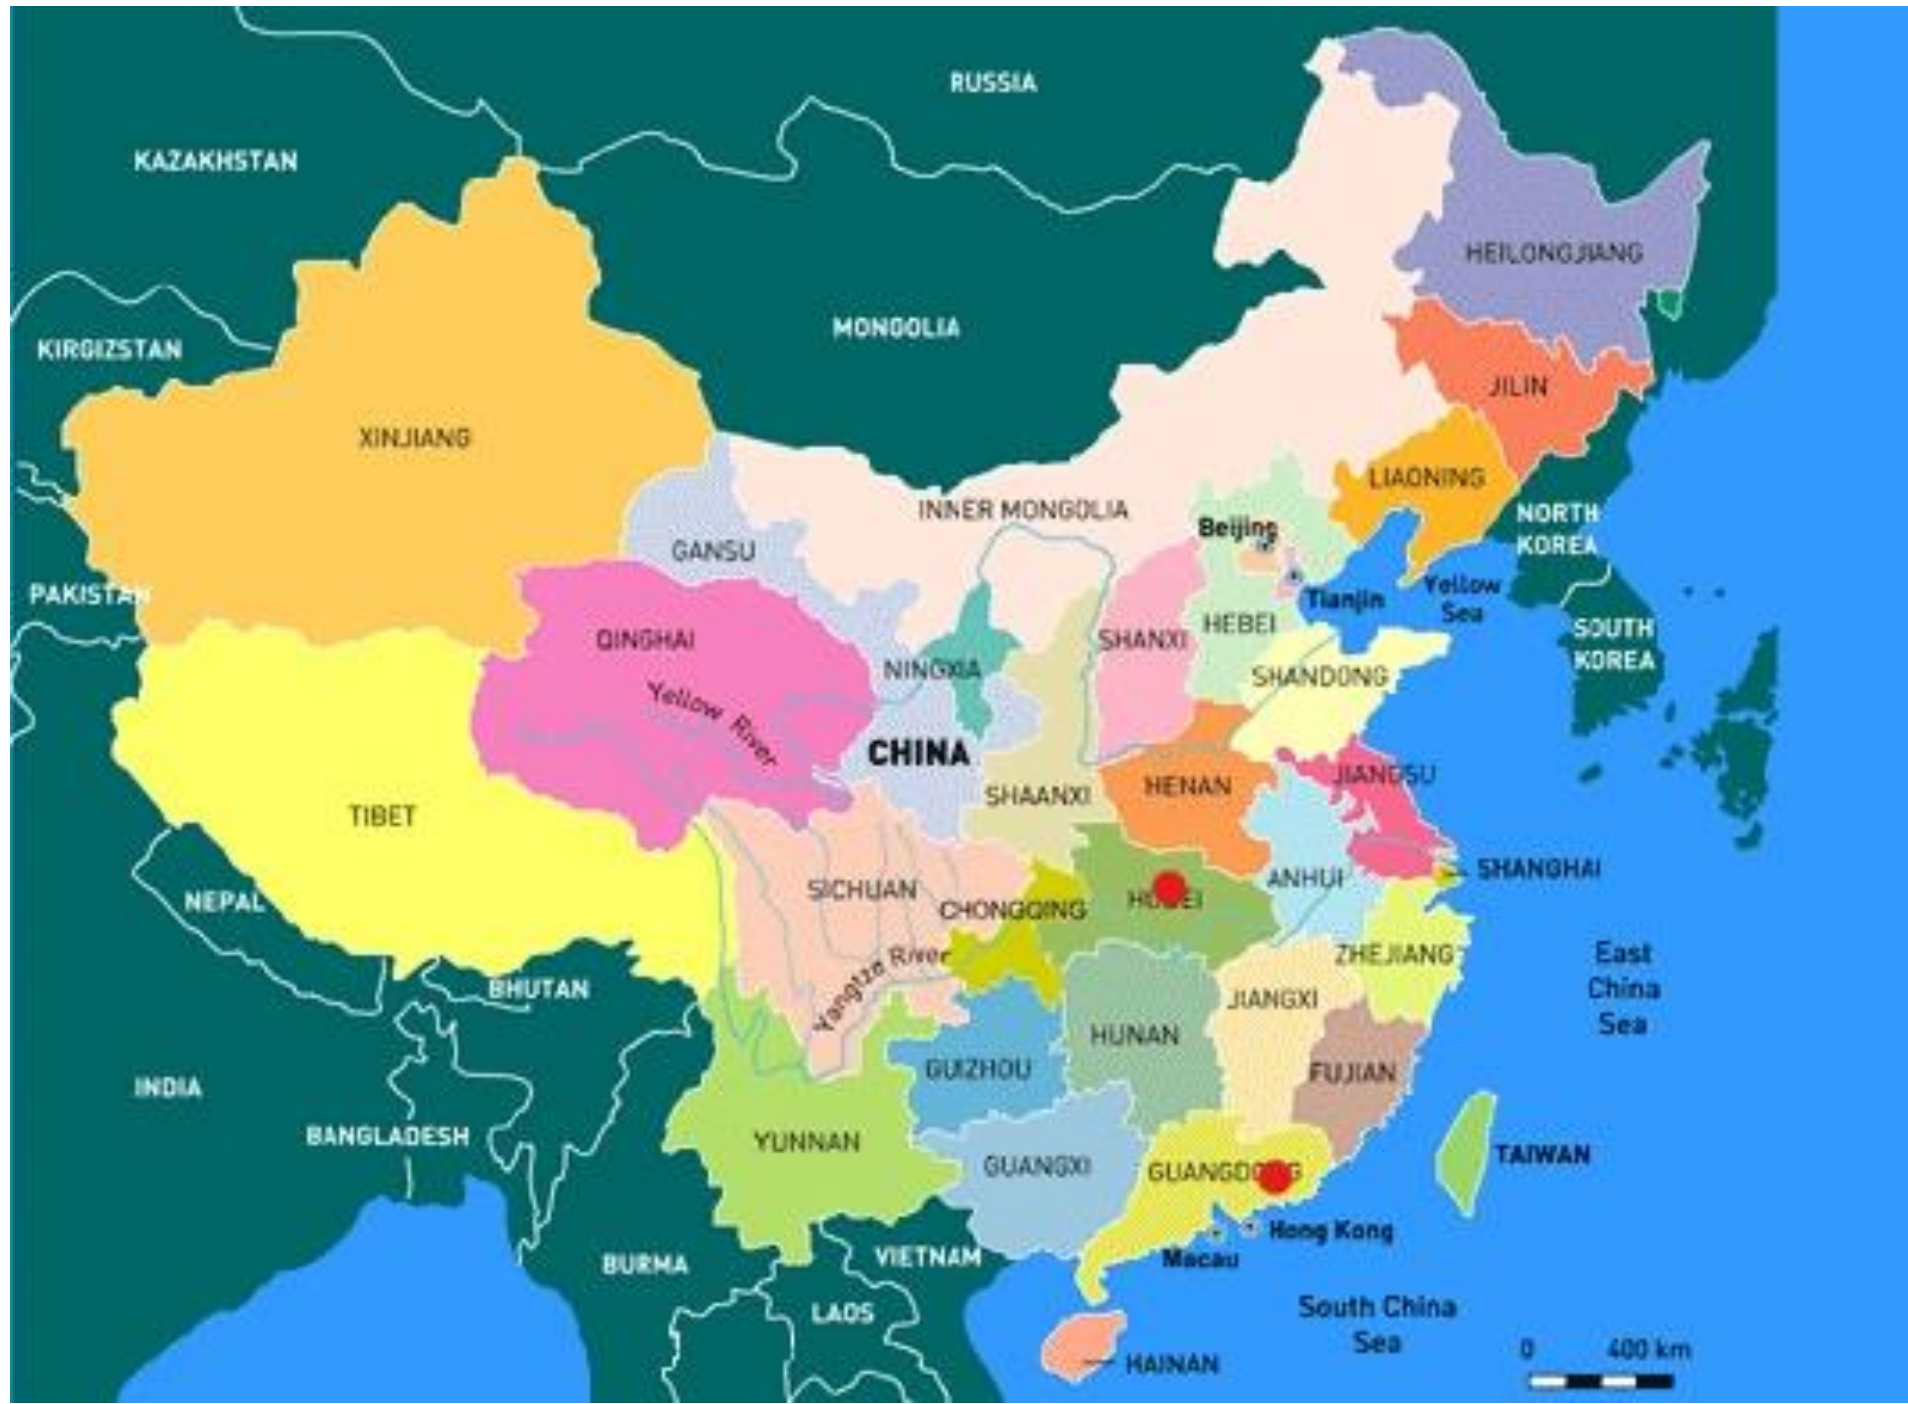 RUSSIA
KAZAKHSTAN
HEILONGJIANG
MONGOLIA
KIRGIZSTAN
JILIN
XINJIANG
LIAONING
INNER MONGOLIA
NORTH
KOREA
Beijing
GANSU
Yellow
Sea
Tianjin
PAKISTAN
HEBEI
SOUTH
KOREA
QINGHAI
SHANXI
NINGXIA
SHANDONG
Yellow River
CHINA
JIANGSU
HENAN
SHAANXI
TIBET
SHANGHAI
ANHUI
SICHUAN
NEPAL
CHONGQING
HUBEI
Yangtze River
ZHEJIANG
East
China
Sea
BHUTAN
JIANGXI
HUNAN
GUIZHOU
FUJIAN
INDIA
BANGLADESH
YUNNAN
TAIWAN
GUANGXI
GUANGDONG
Hong Kong
Macau
VIETNAM
BURMA
LAOS
South China
Sea
0 400 km
HAINAN